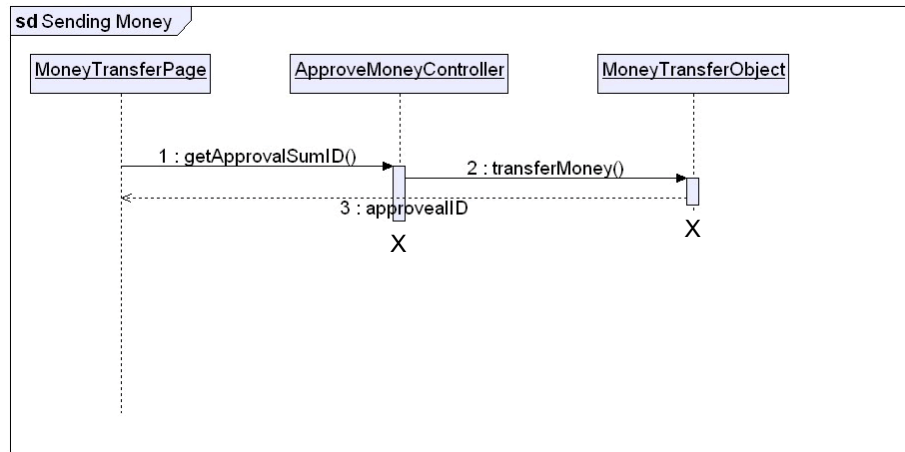 sd Sending Money
MoneyTransferPage
ApproveMoneyController
MoneyTransferObject
1 : getApprovalSumID()
2 : transferMoney()
3 : approvealID
X
X